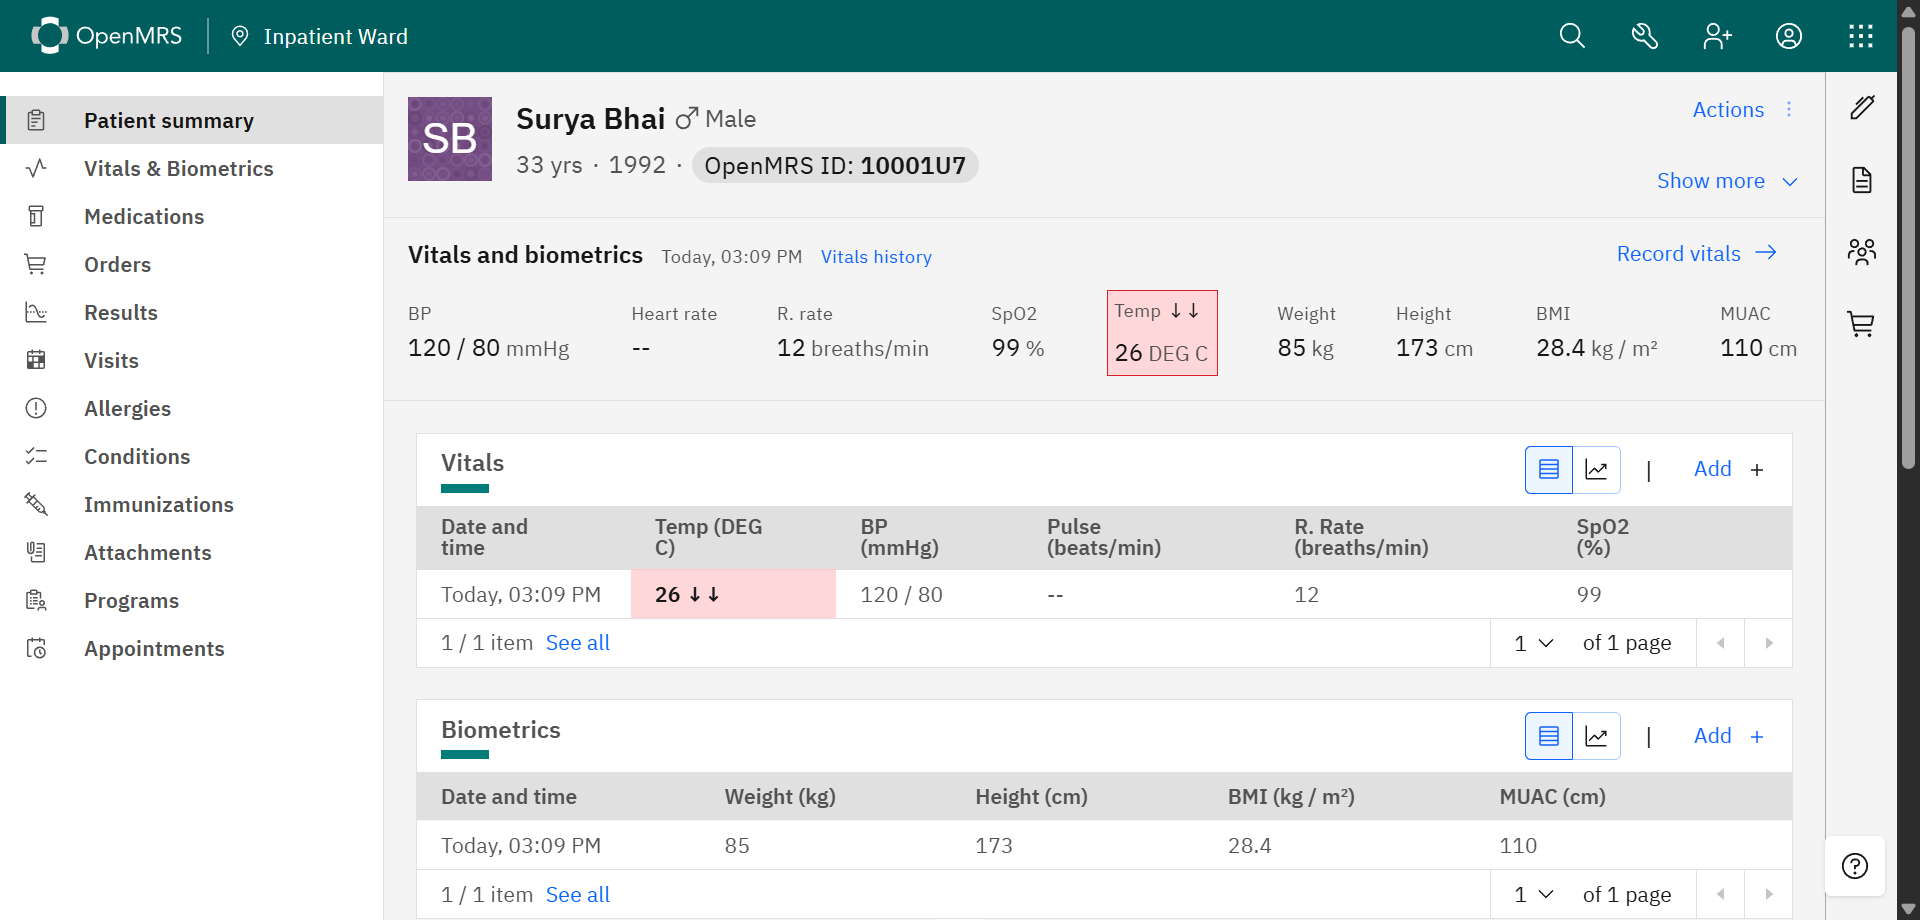 OpenMRS
Inpatient Ward
Patient summary
Vitals & Biometrics
Medications
Orders
Results
Visits
Allergies
Conditions
Immunizations
Attachments
Programs
Appointments
SB
Surya Bhai Male
33 yrs · 1992 · OpenMRS ID: 10001U7
Actions
Show more
Vitals and biometrics Today, 03:09 PM Vitals history
Record vitals →
BP
120 / 80 mmHg
Heart rate
--
R. rate
12 breaths/min
SpO2
99 %
Temp ↓↓
26 DEG C
Weight
85 kg
Height
173 cm
BMI
28.4 kg / m²
MUAC
110 cm
Vitals
| Add +
Date and time Temp (DEG C) BP (mmHg) Pulse (beats/min) R. Rate (breaths/min) SpO2 (%)
Today, 03:09 PM 26 ↓↓ 120 / 80 -- 12 99
1 / 1 item See all 1 of 1 page
Biometrics
| Add +
Date and time Weight (kg) Height (cm) BMI (kg / m²) MUAC (cm)
Today, 03:09 PM 85 173 28.4 110
1 / 1 item See all 1 of 1 page